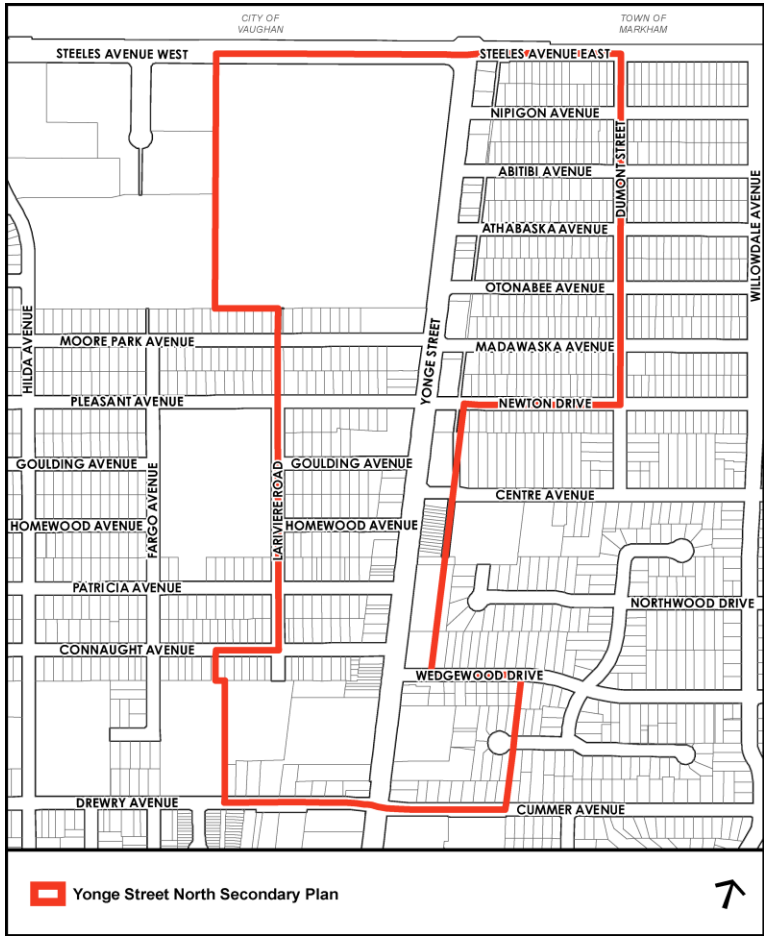 CITY OF
VAUGHAN
TOWN OF
MARKHAM
STEELES AVENUE WEST
STEELES AVENUE EAST
NIPIGON AVENUE
DUMONT STREET
ABITIBI AVENUE
WILLOWDALE AVENUE
ATHABASKA AVENUE
OTONABEE AVENUE
HILDA AVENUE
MOORE PARK AVENUE
YONGE STREET
MADAWASKA AVENUE
PLEASANT AVENUE
NEWTON DRIVE
GOULDING AVENUE
FARGO AVENUE
LARIVIERE ROAD
GOULDING AVENUE
CENTRE AVENUE
HOMEWOOD AVENUE
HOMEWOOD AVENUE
PATRICIA AVENUE
NORTHWOOD DRIVE
CONNAUGHT AVENUE
WEDGEWOOD DRIVE
DREWRY AVENUE
CUMMER AVENUE
Yonge Street North Secondary Plan